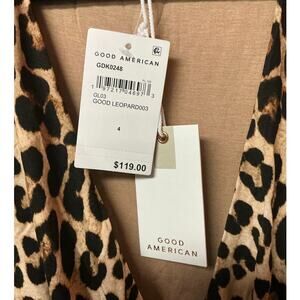 GOOD AMERICAN
GDK0248
GL03
GOOD LEOPARD003
4
$119.00
GOOD
AMERICAN